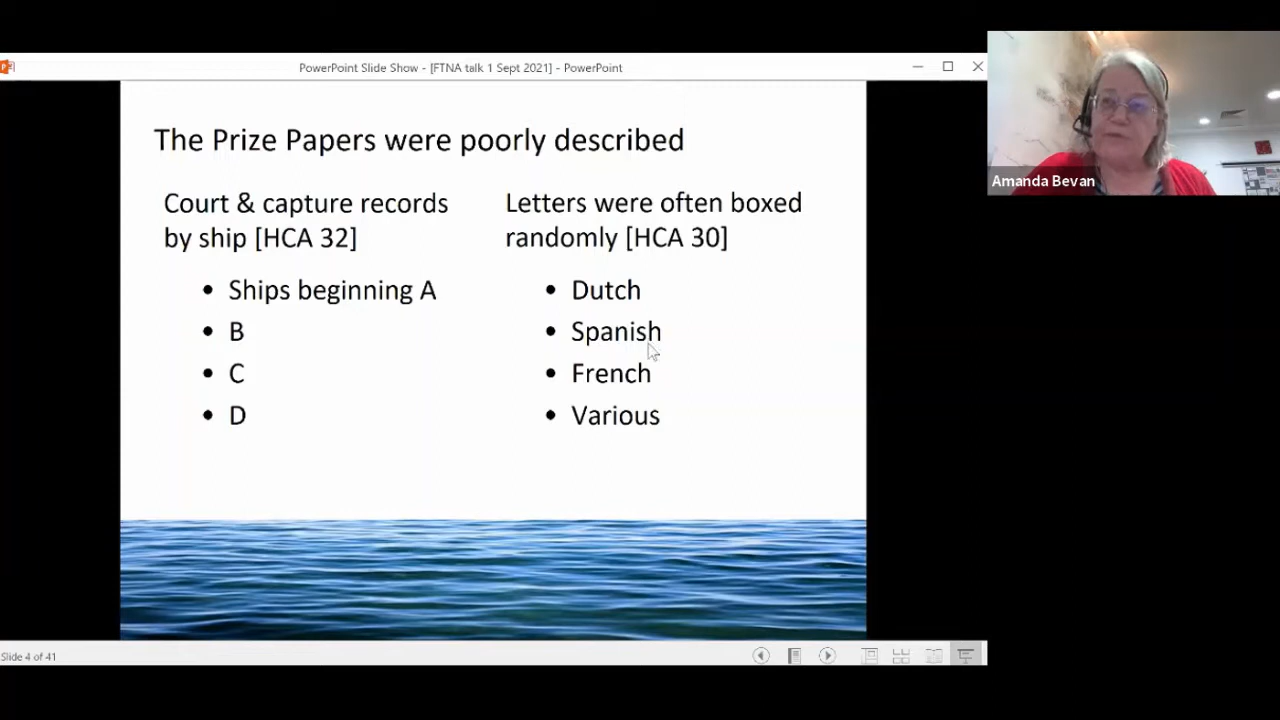 PowerPoint Slide Show - [FTNA talk 1 Sept 2021] - PowerPoint
The Prize Papers were poorly described
Court & capture records
by ship [HCA 32]
• Ships beginning A
• B
• C
• D
Letters were often boxed
randomly [HCA 30]
• Dutch
• Spanish
• French
• Various
Amanda Bevan
Slide 4 of 41